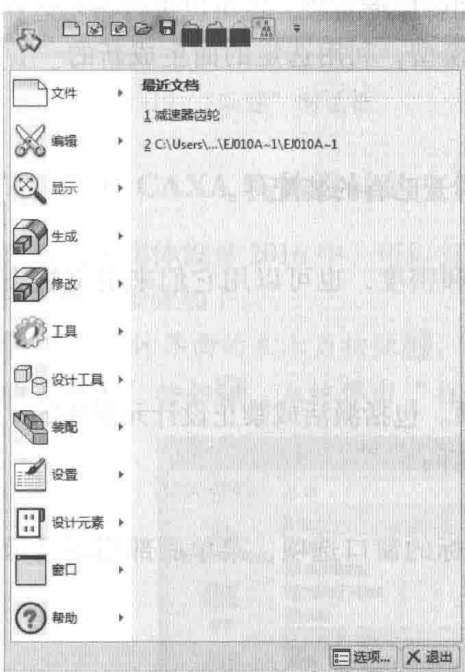 文件
最近文档
1 减速器齿轮
编辑
2 C:\Users\...\EJ010A~1\EJ010A~1
显示
生成
修改
工具
设计工具
装配
设置
设计元素
窗口
帮助
选项...
退出